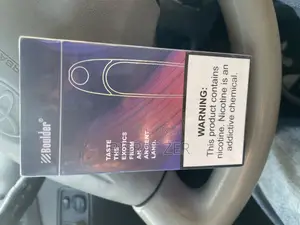 Boulder®
TASTE
THE
EXOTICS
FROM
AN
ANCIENT
LAND
WARNING:
This product contains
nicotine. Nicotine is an
addictive chemical.